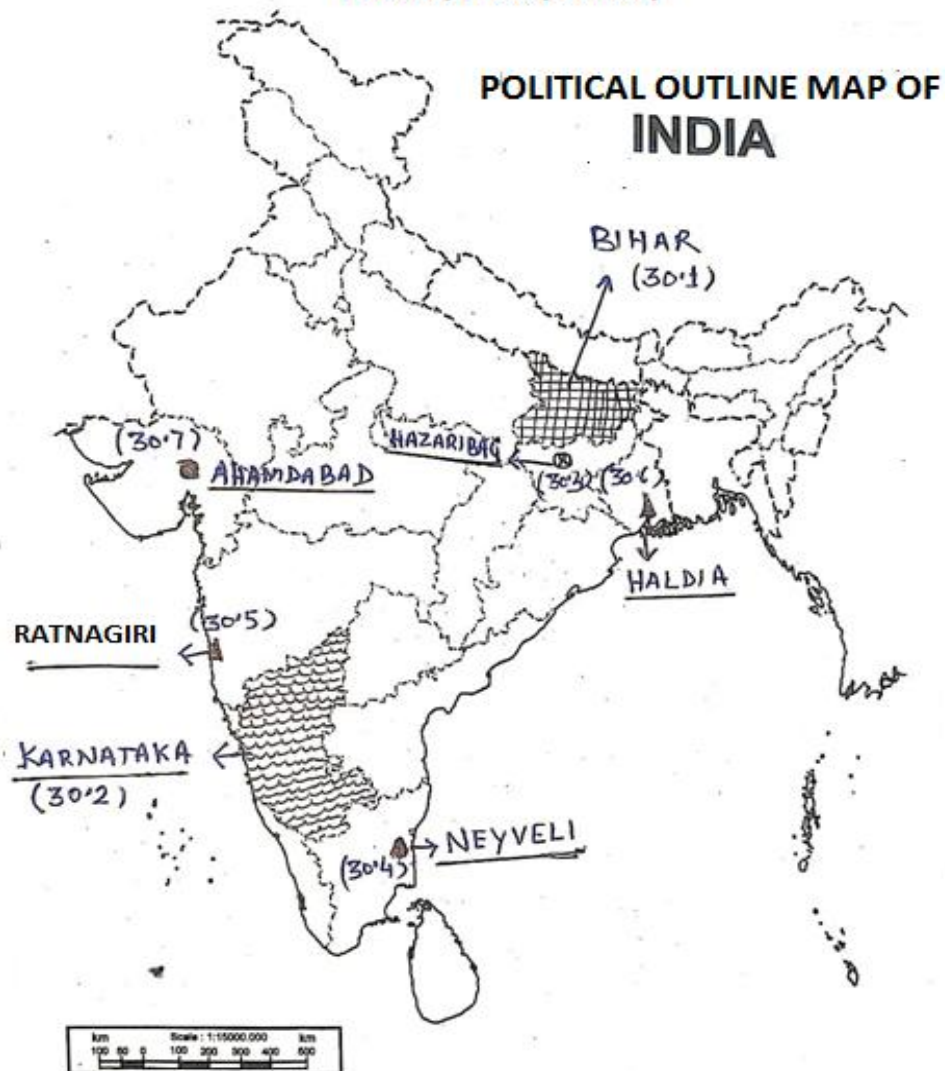 POLITICAL OUTLINE MAP OF
INDIA
BIHAR
(30.1)
(30.7)
AHAMDABAD
HAZARIBAG
(30.3)
(30.6)
HALDIA
(30.5)
RATNAGIRI
KARNATAKA
(30.2)
NEYVELI
(30.4)
km Scale : 1:15000.000 km
100 50 0 100 200 300 400 500